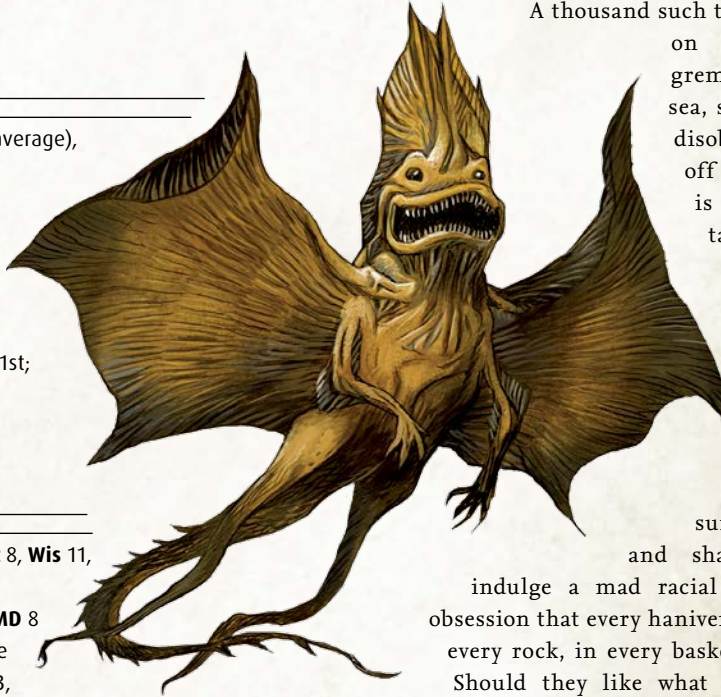 average),
1st;
8, Wis 11,
MD 8
e
3,
A thousand such t
on
grem
sea, s
disob
off
is
ta
sur
and sha
indulge a mad racial
obsession that every haniver
every rock, in every baske
Should they like what